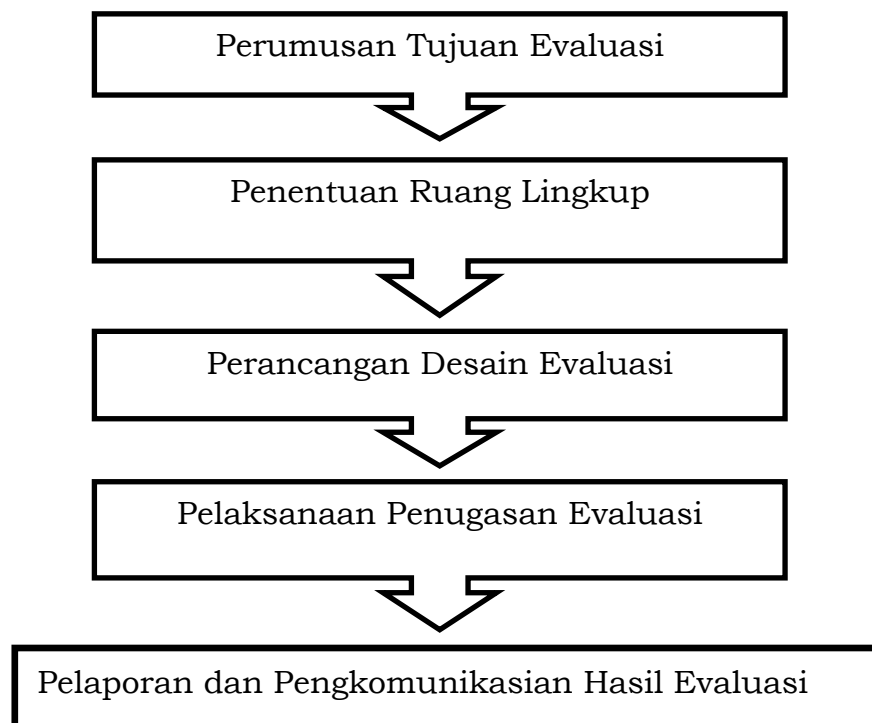 Perumusan Tujuan Evaluasi
Penentuan Ruang Lingkup
Perancangan Desain Evaluasi
Pelaksanaan Penugasan Evaluasi
Pelaporan dan Pengkomunikasian Hasil Evaluasi